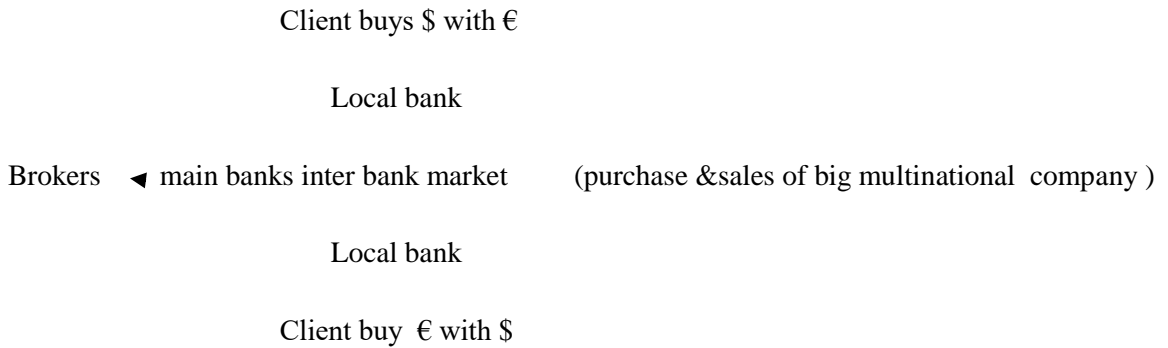 Client buys $ with €
Local bank
Brokers main banks inter bank market (purchase &sales of big multinational company )
Local bank
Client buy € with $